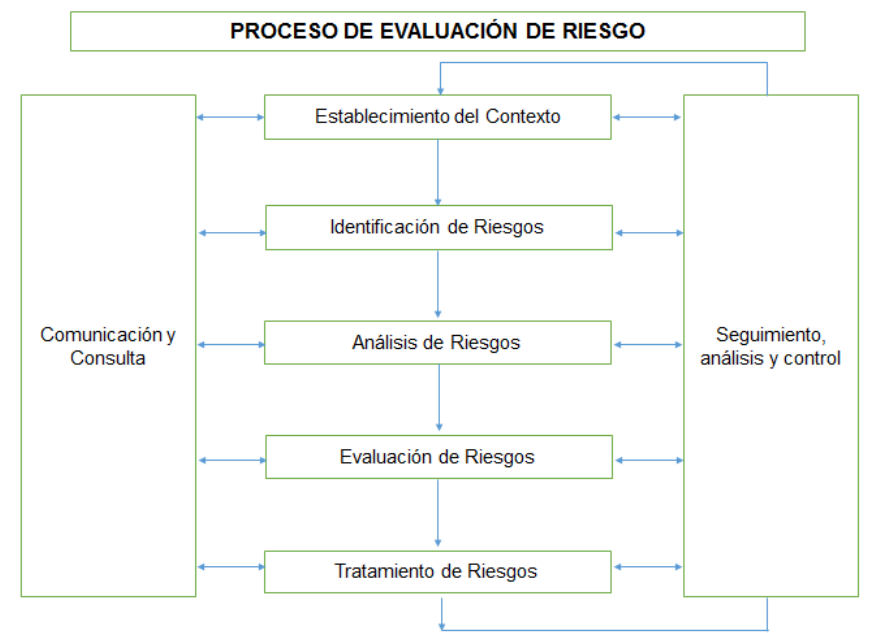 PROCESO DE EVALUACIÓN DE RIESGO
Establecimiento del Contexto
Identificación de Riesgos
Comunicación y
Consulta
Análisis de Riesgos
Seguimiento,
análisis y control
Evaluación de Riesgos
Tratamiento de Riesgos